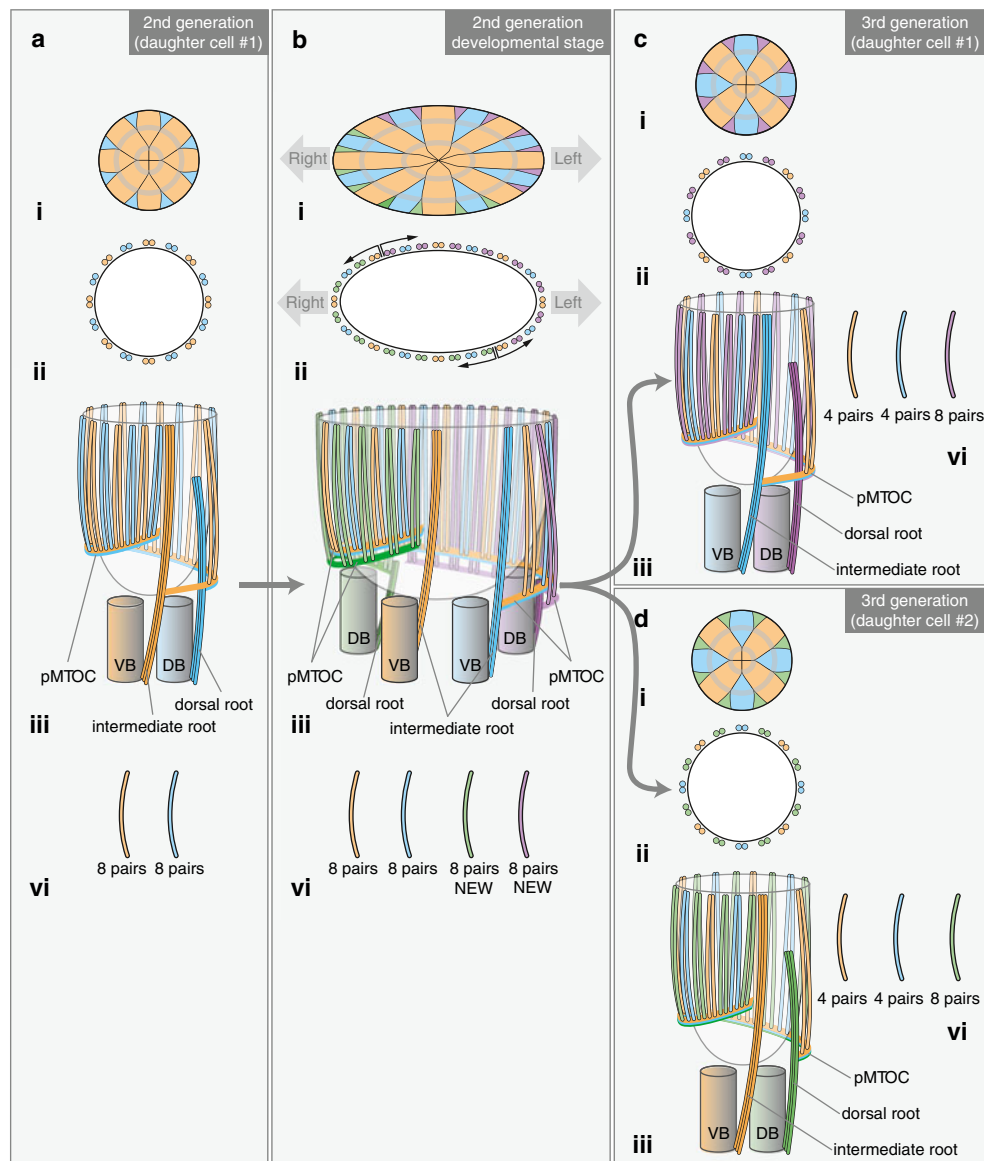 a
2nd generation
(daughter cell #1)
i
ii
VB
DB
pMTOC
dorsal root
intermediate root
iii
8 pairs
8 pairs
vi
b
2nd generation
developmental stage
Right
Left
i
Right
Left
ii
DB
VB
VB
DB
pMTOC
pMTOC
dorsal root
dorsal root
intermediate root
iii
8 pairs
8 pairs
8 pairs
NEW
8 pairs
NEW
vi
c
3rd generation
(daughter cell #1)
i
ii
4 pairs
4 pairs
8 pairs
vi
pMTOC
VB
DB
dorsal root
intermediate root
iii
d
3rd generation
(daughter cell #2)
i
ii
4 pairs
4 pairs
8 pairs
vi
pMTOC
VB
DB
dorsal root
intermediate root
iii